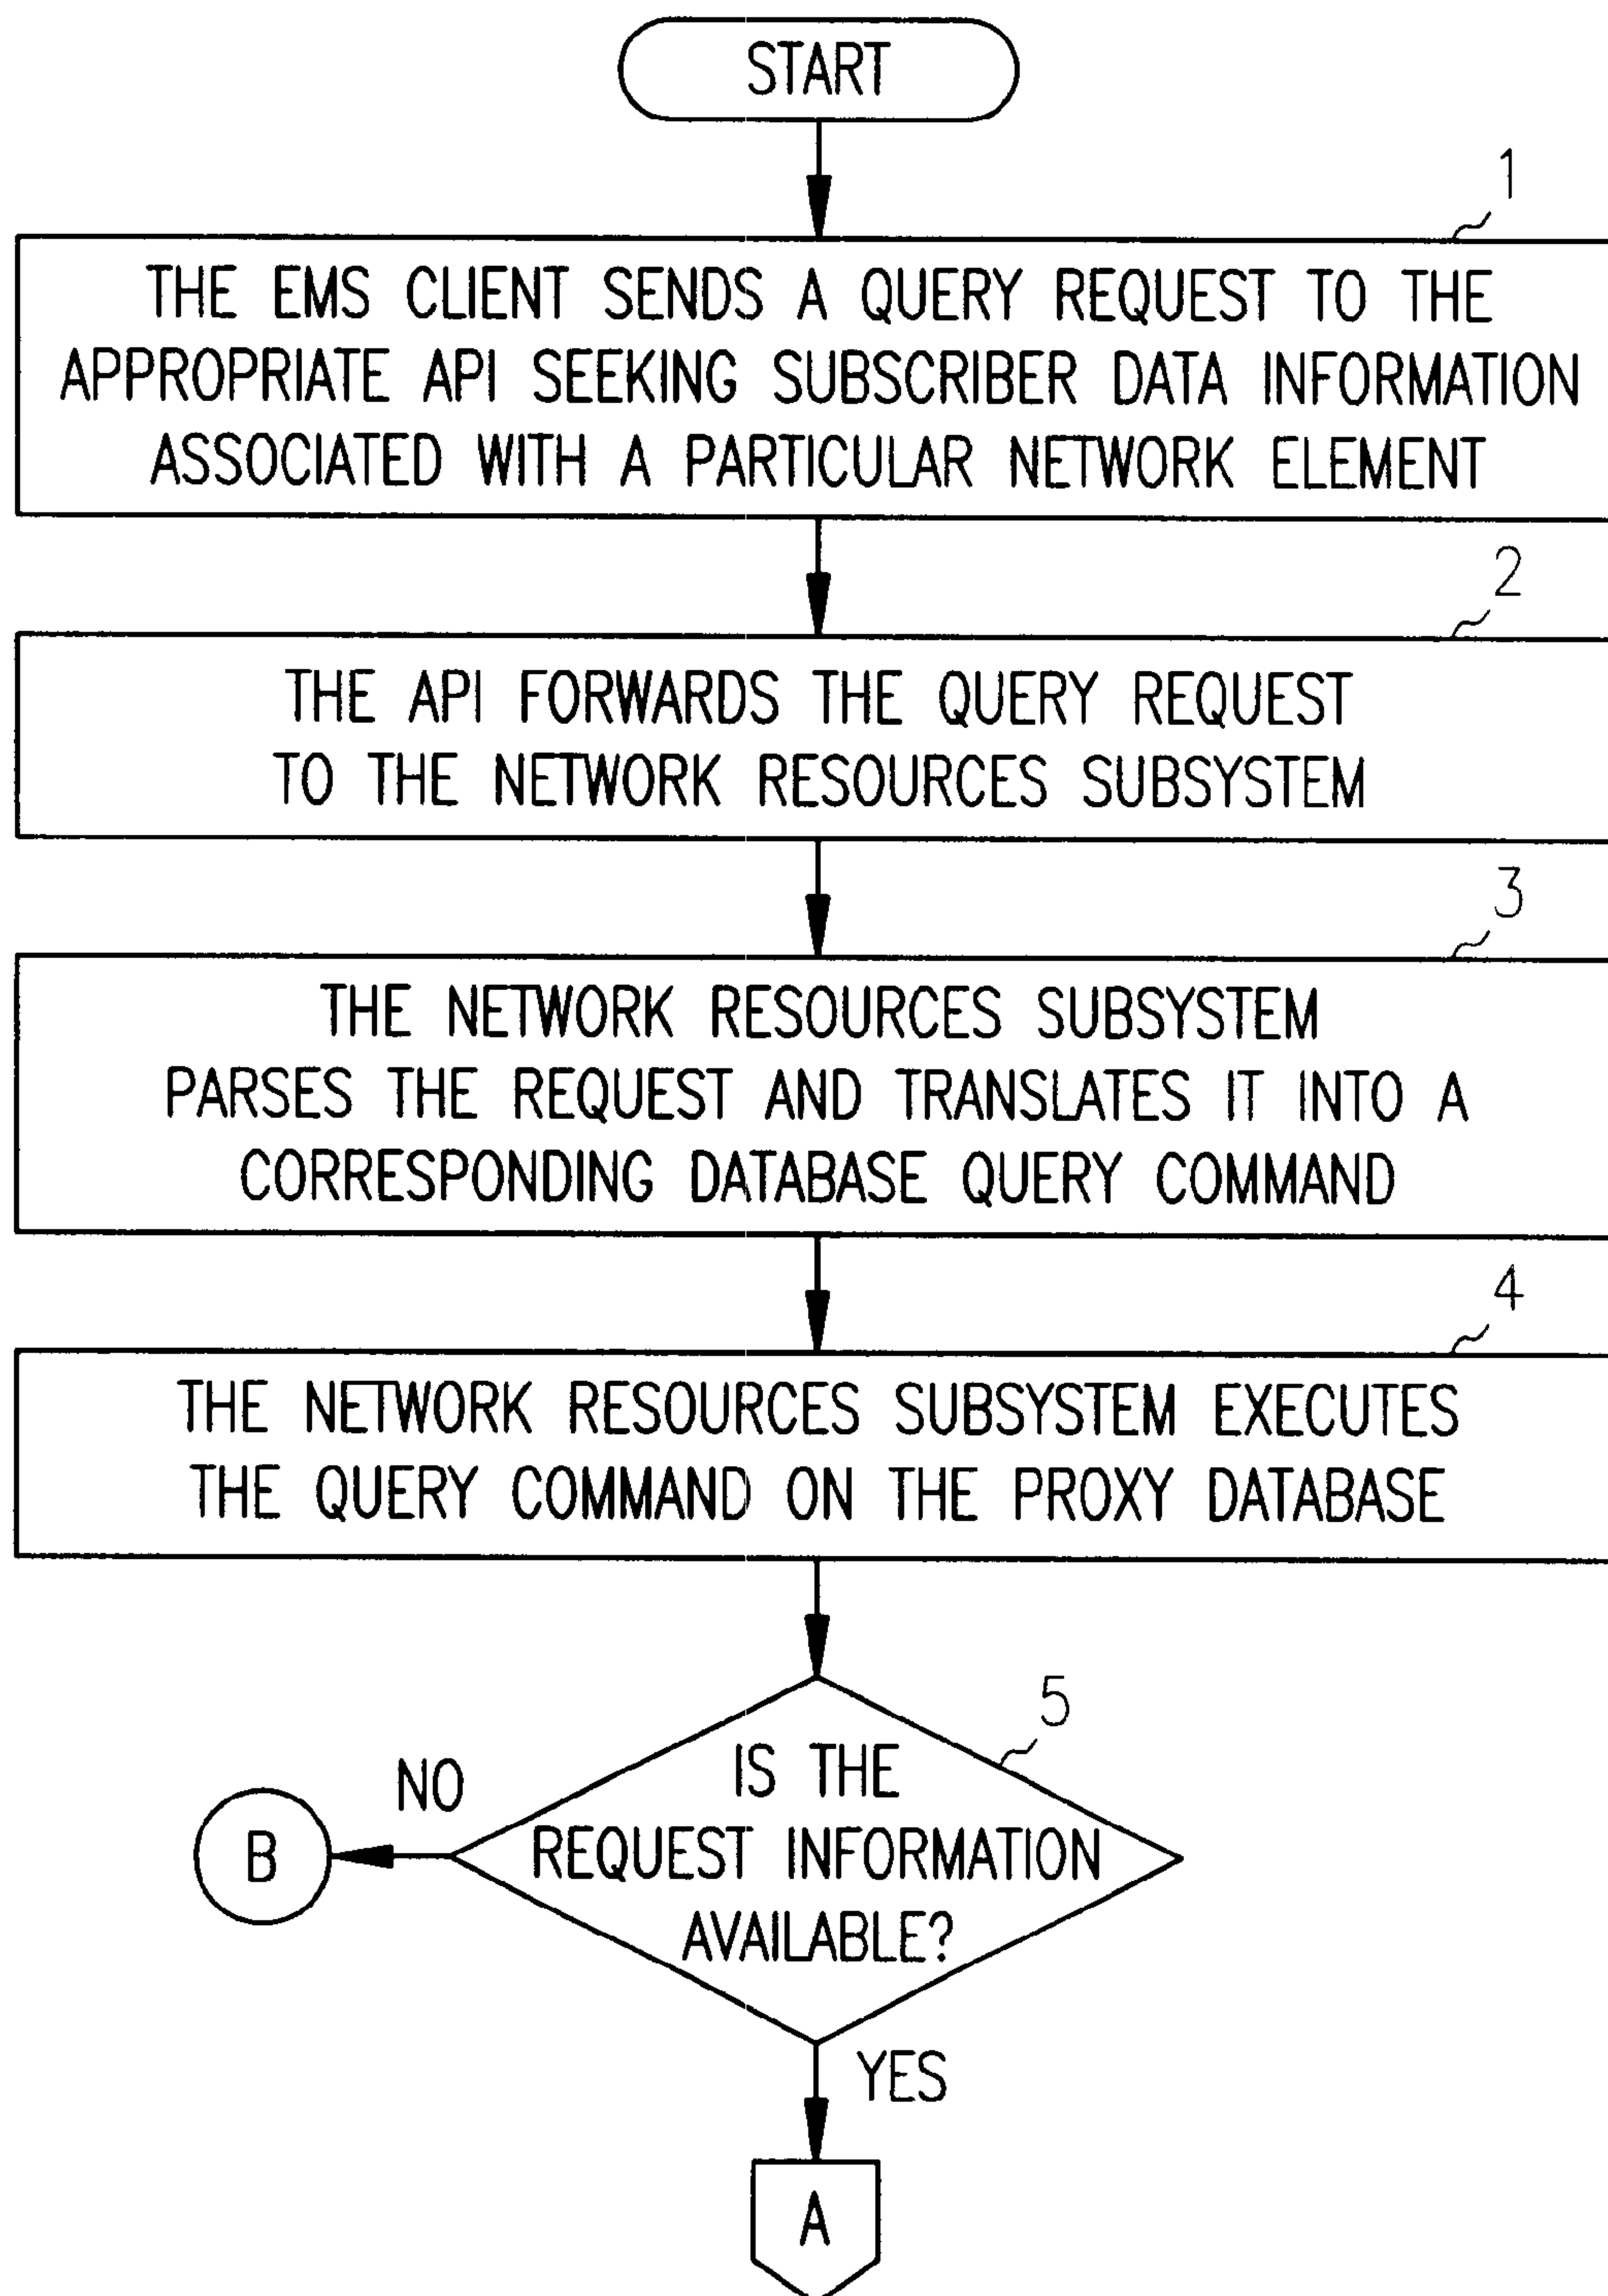 START
1
THE EMS CLIENT SENDS A QUERY REQUEST TO THE
APPROPRIATE API SEEKING SUBSCRIBER DATA INFORMATION
ASSOCIATED WITH A PARTICULAR NETWORK ELEMENT
2
THE API FORWARDS THE QUERY REQUEST
TO THE NETWORK RESOURCES SUBSYSTEM
3
THE NETWORK RESOURCES SUBSYSTEM
PARSES THE REQUEST AND TRANSLATES IT INTO A
CORRESPONDING DATABASE QUERY COMMAND
4
THE NETWORK RESOURCES SUBSYSTEM EXECUTES
THE QUERY COMMAND ON THE PROXY DATABASE
5
IS THE
REQUEST INFORMATION
AVAILABLE?
NO
B
YES
A